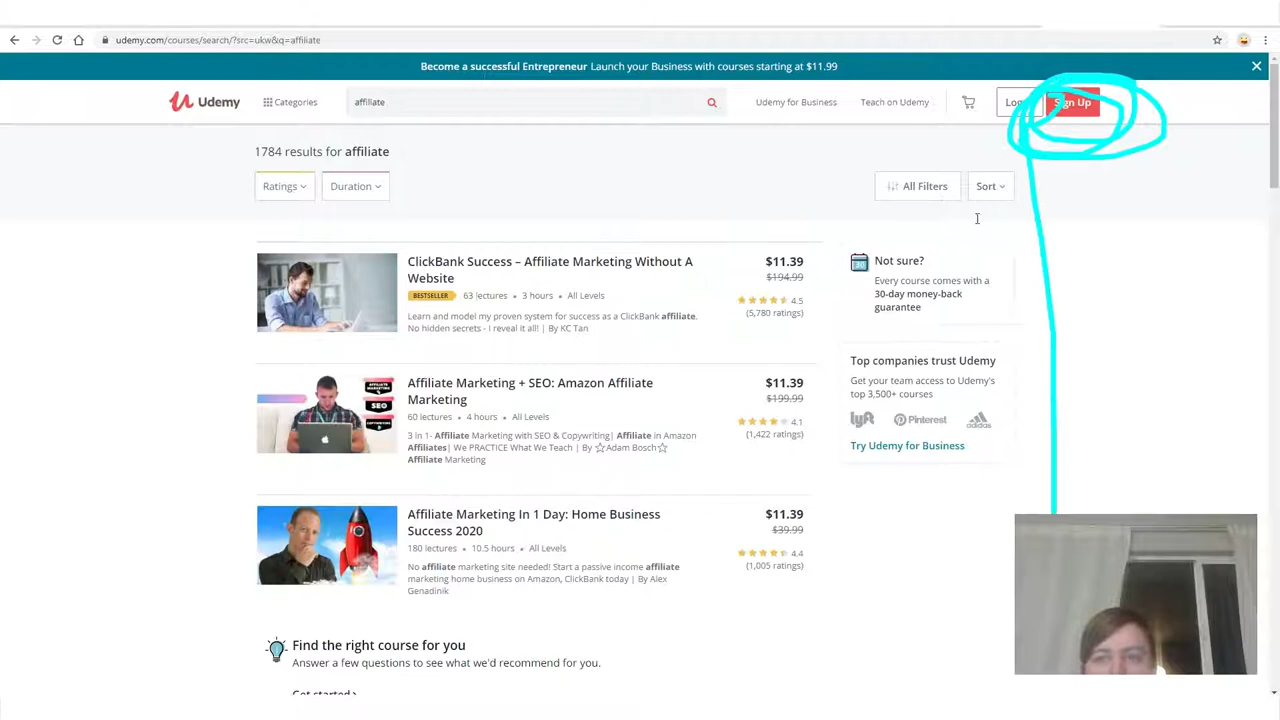 udemy.com/courses/search/?src=ukw&q=affiliate
Become a successful Entrepreneur Launch your Business with courses starting at $11.99
Udemy
Categories
affiliate
Udemy for Business
Teach on Udemy
Sign Up
1784 results for affiliate
Ratings
Duration
All Filters
Sort
ClickBank Success – Affiliate Marketing Without A
Website
BESTSELLER 63 lectures • 3 hours • All Levels
Learn and model my proven system for success as a ClickBank affiliate.
No hidden secrets - I reveal it all! | By KC Tan
$11.39
$194.99
4.5
(5,780 ratings)
Not sure?
Every course comes with a
30-day money-back
guarantee
AFFILIATE
MARKETING
SEO
COPYWRITING
Affiliate Marketing + SEO: Amazon Affiliate
Marketing
60 lectures • 4 hours • All Levels
3 in 1- Affiliate Marketing with SEO & Copywriting| Affiliate in Amazon
Affiliates| We PRACTICE What We Teach | By ☆Adam Bosch☆
Affiliate Marketing
$11.39
$199.99
4.1
(1,422 ratings)
Top companies trust Udemy
Get your team access to Udemy's
top 3,500+ courses
lyft
Pinterest
adidas
Try Udemy for Business
Affiliate Marketing In 1 Day: Home Business
Success 2020
180 lectures • 10.5 hours • All Levels
No affiliate marketing site needed! Start a passive income affiliate
marketing home business on Amazon, ClickBank today | By Alex
Genadinik
$11.39
$39.99
4.4
(1,005 ratings)
Find the right course for you
Answer a few questions to see what we'd recommend for you.
Get started